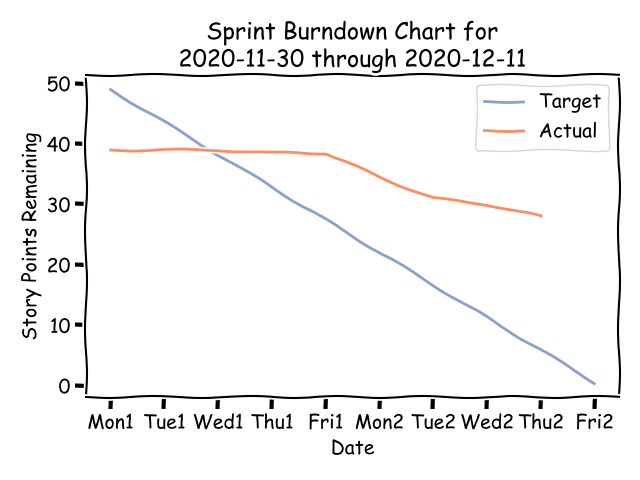 Sprint Burndown Chart for
2020-11-30 through 2020-12-11
Target
Actual
Story Points Remaining
50
40
30
20
10
0
Mon1 Tue1 Wed1 Thu1 Fri1 Mon2 Tue2 Wed2 Thu2 Fri2
Date